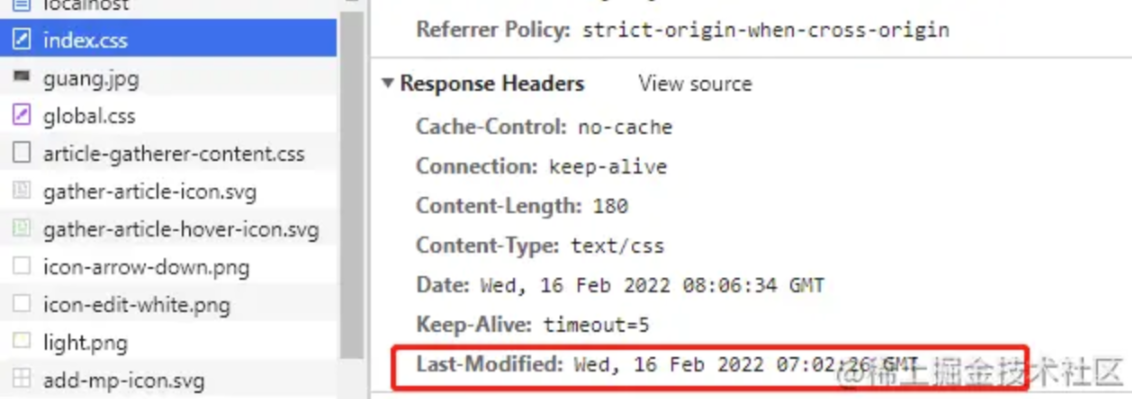 localhost
index.css
guang.jpg
global.css
article-gatherer-content.css
gather-article-icon.svg
gather-article-hover-icon.svg
icon-arrow-down.png
icon-edit-white.png
light.png
add-mp-icon.svg
Referrer Policy: strict-origin-when-cross-origin
Response Headers View source
Cache-Control: no-cache
Connection: keep-alive
Content-Length: 180
Content-Type: text/css
Date: Wed, 16 Feb 2022 08:06:34 GMT
Keep-Alive: timeout=5
Last-Modified: Wed, 16 Feb 2022 07:02:26 GMT
@稀土掘金技术社区